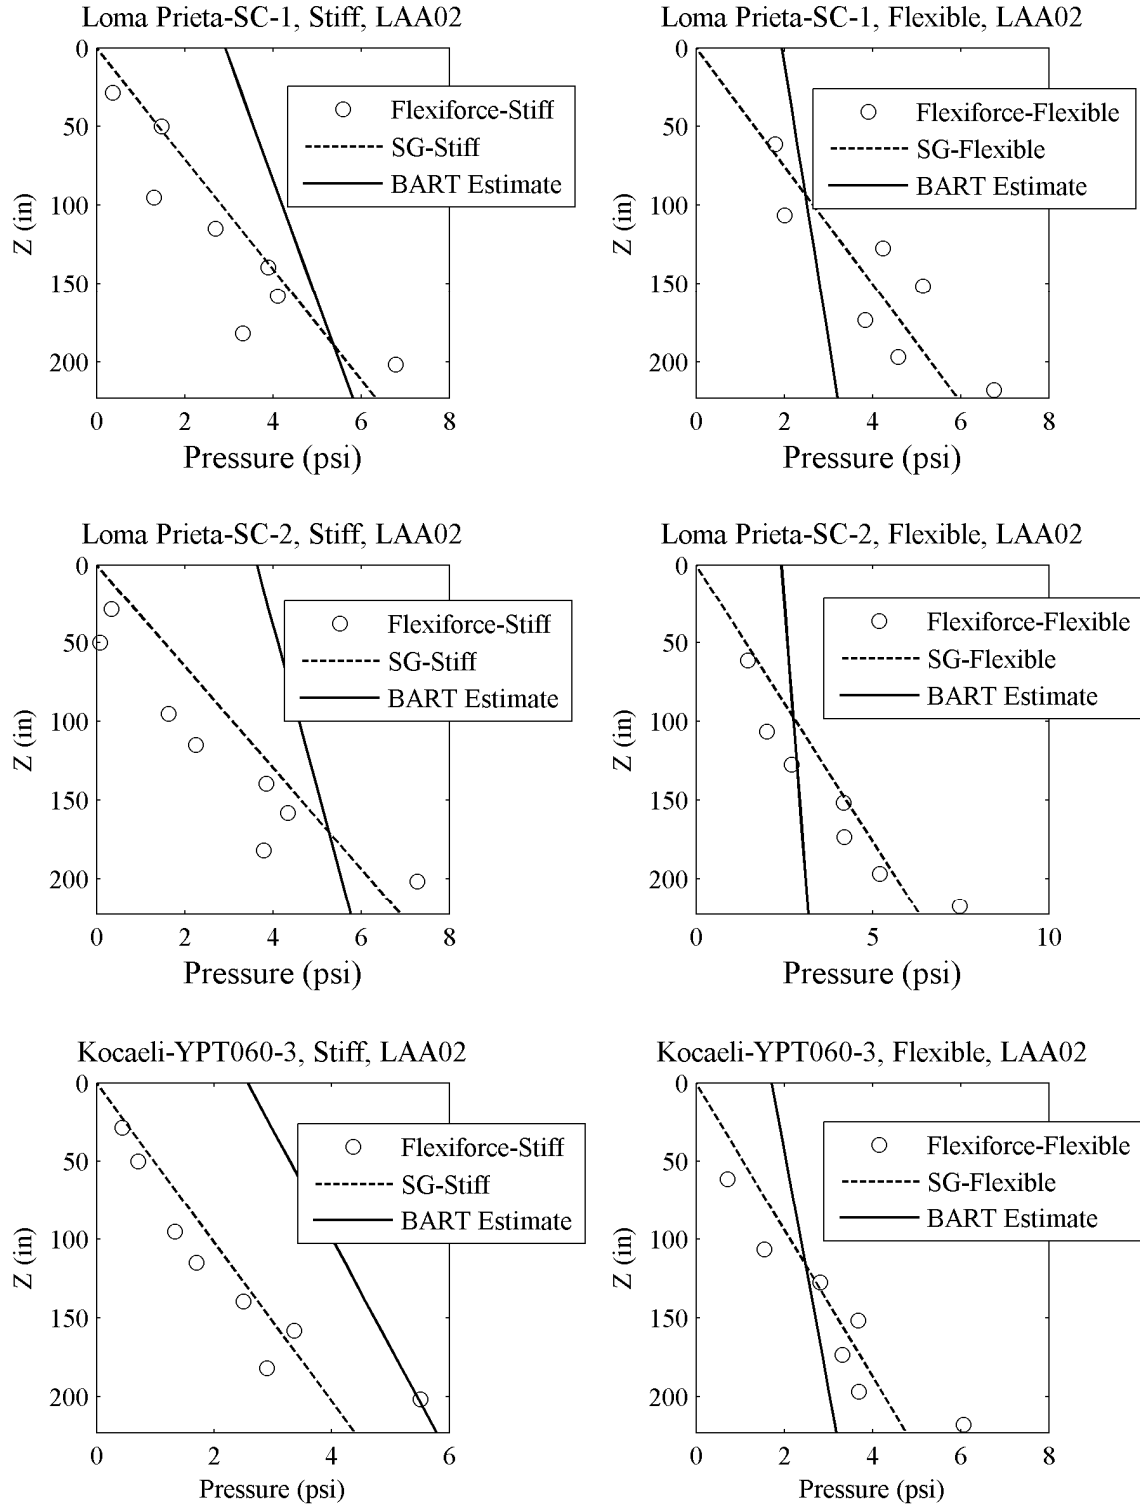 Loma Prieta-SC-1, Stiff, LAA02
0
50
100
150
200
Z (in)
Flexiforce-Stiff
SG-Stiff
BART Estimate
0 2 4 6 8
Pressure (psi)
Loma Prieta-SC-1, Flexible, LAA02
0
50
100
150
200
Z (in)
Flexiforce-Flexible
SG-Flexible
BART Estimate
0 2 4 6 8
Pressure (psi)
Loma Prieta-SC-2, Stiff, LAA02
0
50
100
150
200
Z (in)
Flexiforce-Stiff
SG-Stiff
BART Estimate
0 2 4 6 8
Pressure (psi)
Loma Prieta-SC-2, Flexible, LAA02
0
50
100
150
200
Z (in)
Flexiforce-Flexible
SG-Flexible
BART Estimate
0 5 10
Pressure (psi)
Kocaeli-YPT060-3, Stiff, LAA02
0
50
100
150
200
Z (in)
Flexiforce-Stiff
SG-Stiff
BART Estimate
0 2 4 6
Pressure (psi)
Kocaeli-YPT060-3, Flexible, LAA02
0
50
100
150
200
Z (in)
Flexiforce-Flexible
SG-Flexible
BART Estimate
0 2 4 6 8
Pressure (psi)